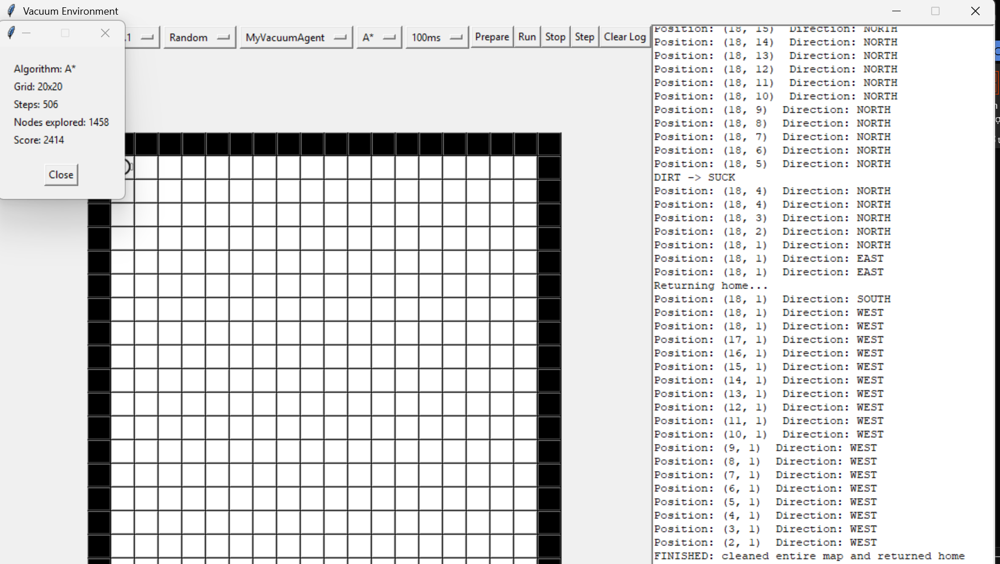 Vacuum Environment
.1 Random MyVacuumAgent A* 100ms Prepare Run Stop Step Clear Log
Algorithm: A*
Grid: 20x20
Steps: 506
Nodes explored: 1458
Score: 2414
Close
Position: (18, 15) Direction: NORTH
Position: (18, 14) Direction: NORTH
Position: (18, 13) Direction: NORTH
Position: (18, 12) Direction: NORTH
Position: (18, 11) Direction: NORTH
Position: (18, 10) Direction: NORTH
Position: (18, 9) Direction: NORTH
Position: (18, 8) Direction: NORTH
Position: (18, 7) Direction: NORTH
Position: (18, 6) Direction: NORTH
Position: (18, 5) Direction: NORTH
DIRT -> SUCK
Position: (18, 4) Direction: NORTH
Position: (18, 4) Direction: NORTH
Position: (18, 3) Direction: NORTH
Position: (18, 2) Direction: NORTH
Position: (18, 1) Direction: NORTH
Position: (18, 1) Direction: EAST
Position: (18, 1) Direction: EAST
Returning home...
Position: (18, 1) Direction: SOUTH
Position: (18, 1) Direction: WEST
Position: (18, 1) Direction: WEST
Position: (17, 1) Direction: WEST
Position: (16, 1) Direction: WEST
Position: (15, 1) Direction: WEST
Position: (14, 1) Direction: WEST
Position: (13, 1) Direction: WEST
Position: (12, 1) Direction: WEST
Position: (11, 1) Direction: WEST
Position: (10, 1) Direction: WEST
Position: (9, 1) Direction: WEST
Position: (8, 1) Direction: WEST
Position: (7, 1) Direction: WEST
Position: (6, 1) Direction: WEST
Position: (5, 1) Direction: WEST
Position: (4, 1) Direction: WEST
Position: (3, 1) Direction: WEST
Position: (2, 1) Direction: WEST
FINISHED: cleaned entire map and returned home